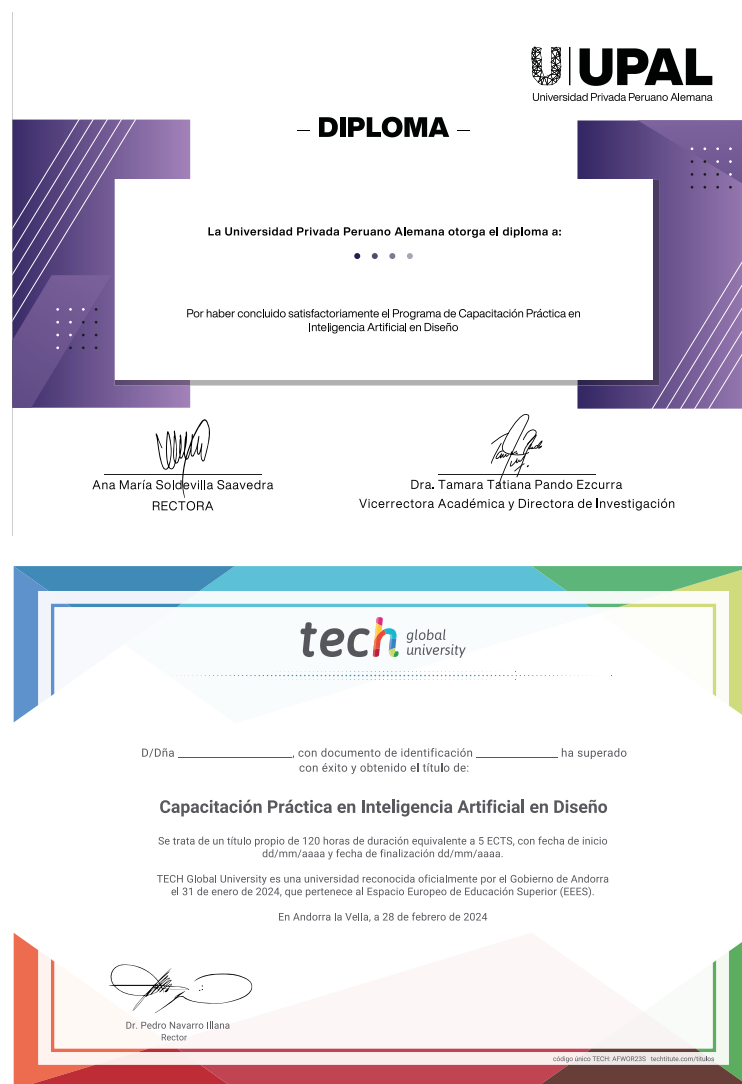 UPAL
Universidad Privada Peruano Alemana
– DIPLOMA –
La Universidad Privada Peruano Alemana otorga el diploma a:
Por haber concluido satisfactoriamente el Programa de Capacitación Práctica en
Inteligencia Artificial en Diseño
Ana María Soldevilla Saavedra
RECTORA
Dra. Tamara Tatiana Pando Ezcurra
Vicerrectora Académica y Directora de Investigación
tech global
university
D/Dña ____________________, con documento de identificación ______________ ha superado
con éxito y obtenido el título de:
Capacitación Práctica en Inteligencia Artificial en Diseño
Se trata de un título propio de 120 horas de duración equivalente a 5 ECTS, con fecha de inicio
dd/mm/aaaa y fecha de finalización dd/mm/aaaa.
TECH Global University es una universidad reconocida oficialmente por el Gobierno de Andorra
el 31 de enero de 2024, que pertenece al Espacio Europeo de Educación Superior (EEES).
En Andorra la Vella, a 28 de febrero de 2024
Dr. Pedro Navarro Illana
Rector
código único TECH: AFWOR23S techtitute.com/titulos